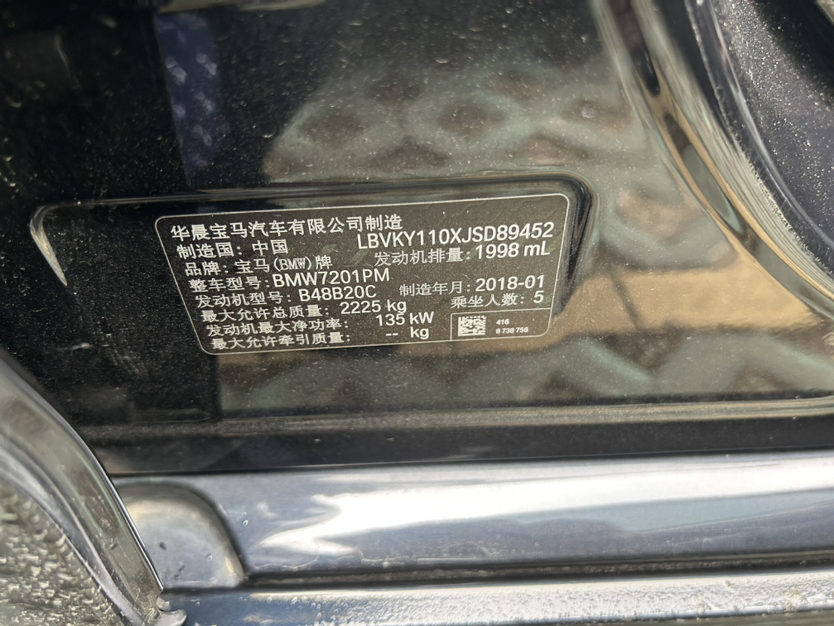 华晨宝马汽车有限公司制造
制造国：中国 LBVKY110XJSD89452
品牌：宝马(BMW)牌 发动机排量：1998 mL
整车型号：BMW7201PM
发动机型号：B48B20C 制造年月：2018-01
最大允许总质量： 2225 kg 乘坐人数：5
发动机最大净功率： 135 kW
最大允许牵引质量： -- kg
416
8 738 756